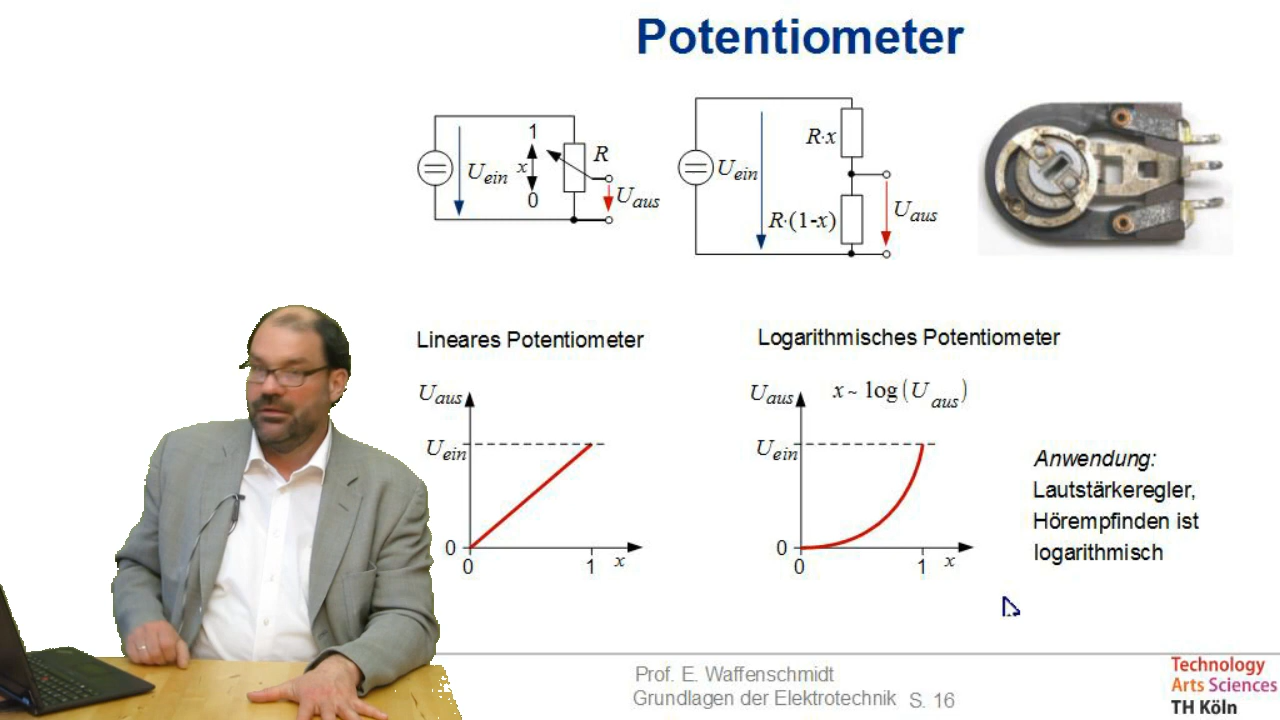 Potentiometer
1
x
0
U_ein
R
U_aus
U_ein
R·x
R·(1-x)
U_aus
Lineares Potentiometer
U_aus
U_ein
0
0
1
x
Logarithmisches Potentiometer
U_aus
x ~ log(U_aus)
U_ein
0
0
1
x
Anwendung:
Lautstärkeregler,
Hörempfinden ist
logarithmisch
Prof. E. Waffenschmidt
Grundlagen der Elektrotechnik S. 16
Technology
Arts Sciences
TH Köln